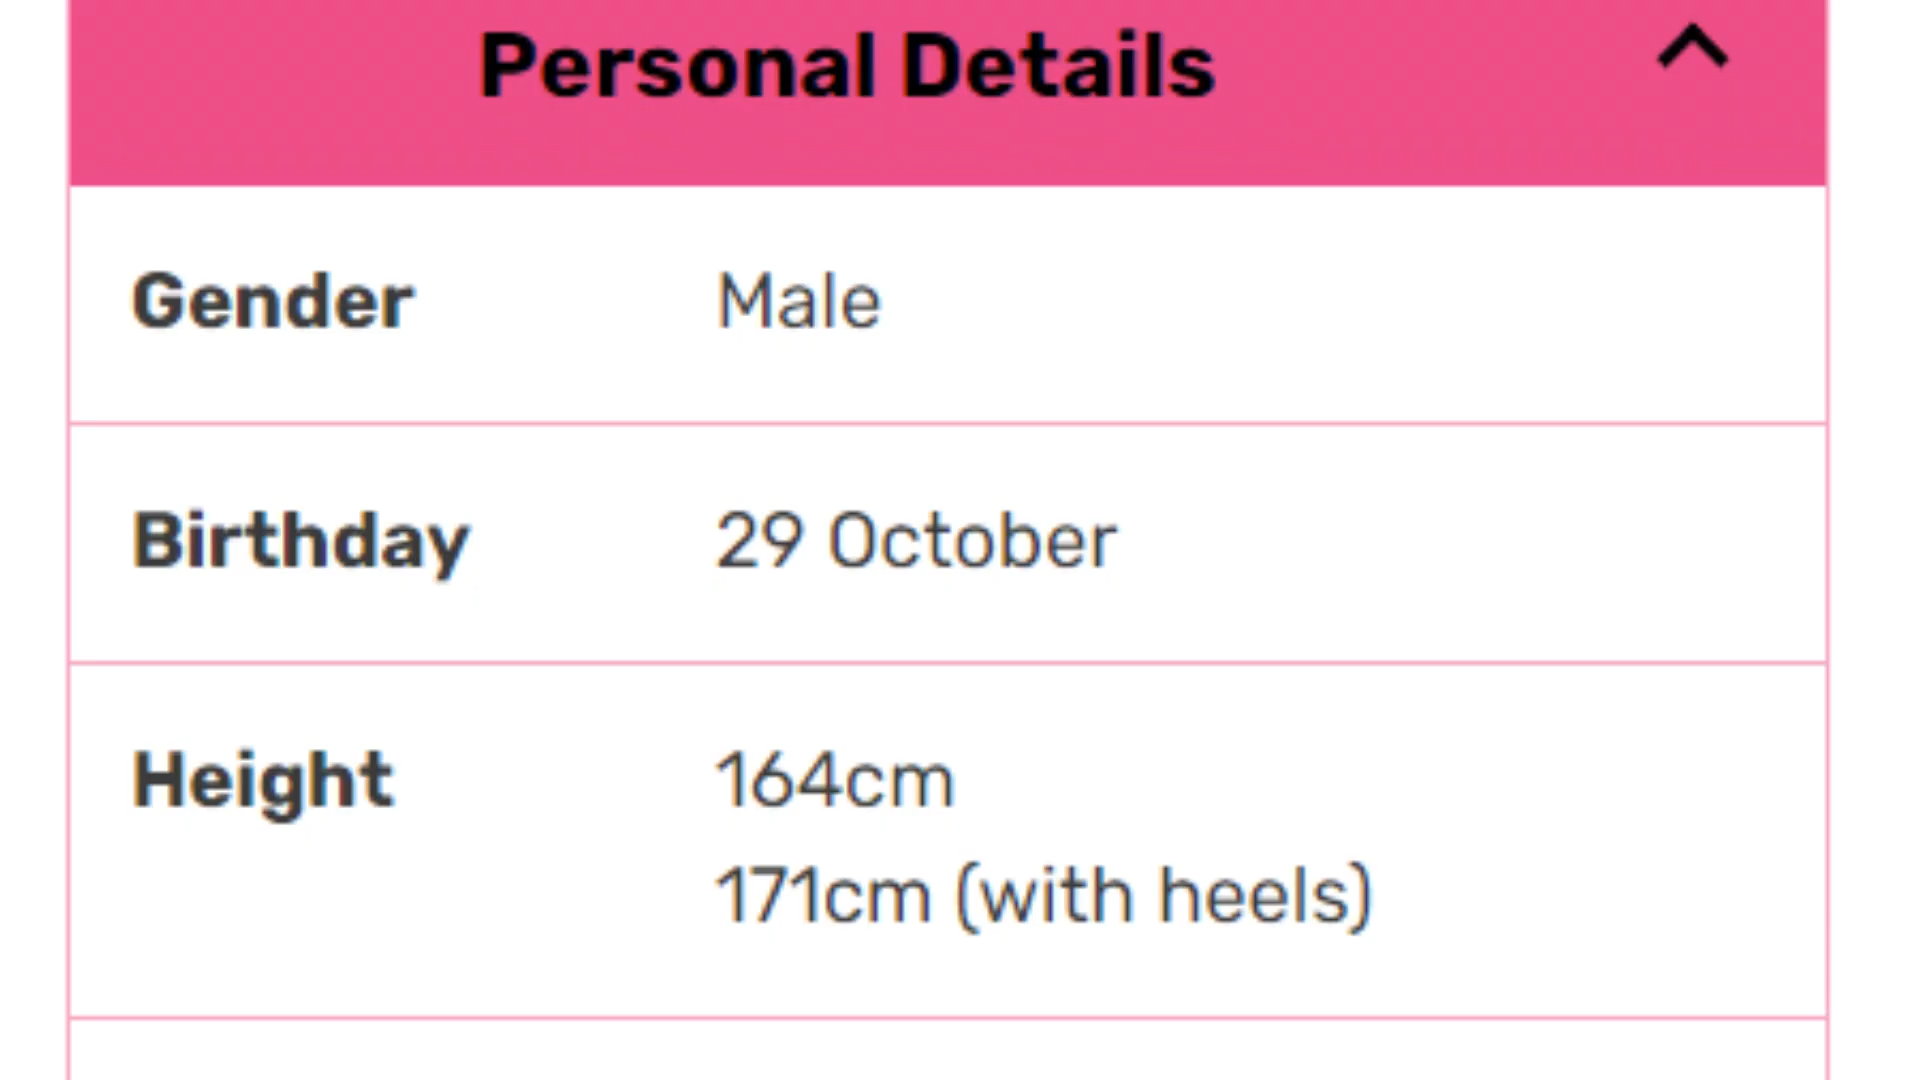 Personal Details
Gender Male
Birthday 29 October
Height 164cm
171cm (with heels)